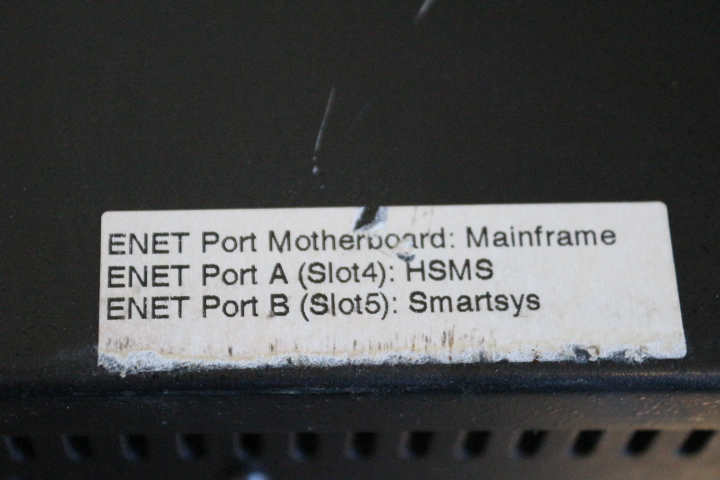 ENET Port Motherboard: Mainframe
ENET Port A (Slot4): HSMS
ENET Port B (Slot5): Smartsys